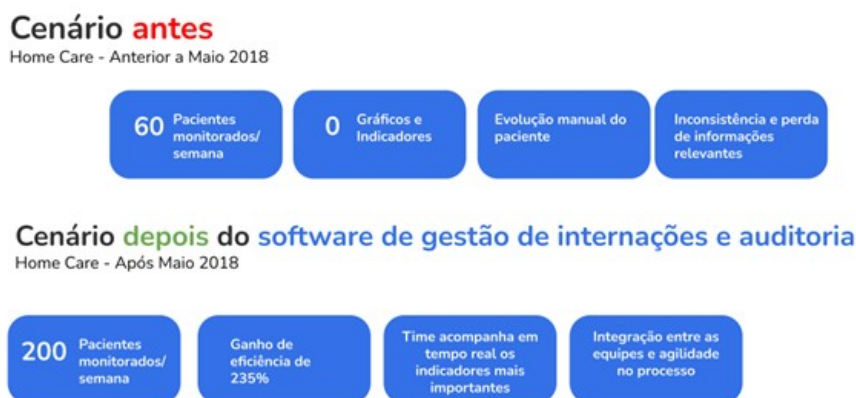 Cenário antes
Home Care - Anterior a Maio 2018
60 Pacientes
monitorados/
semana
0 Gráficos e
Indicadores
Evolução manual do
paciente
Inconsistência e perda
de informações
relevantes
Cenário depois do software de gestão de internações e auditoria
Home Care - Após Maio 2018
200 Pacientes
monitorados/
semana
Ganho de
eficiência de
235%
Time acompanha em
tempo real os
indicadores mais
importantes
Integração entre as
equipes e agilidade
no processo